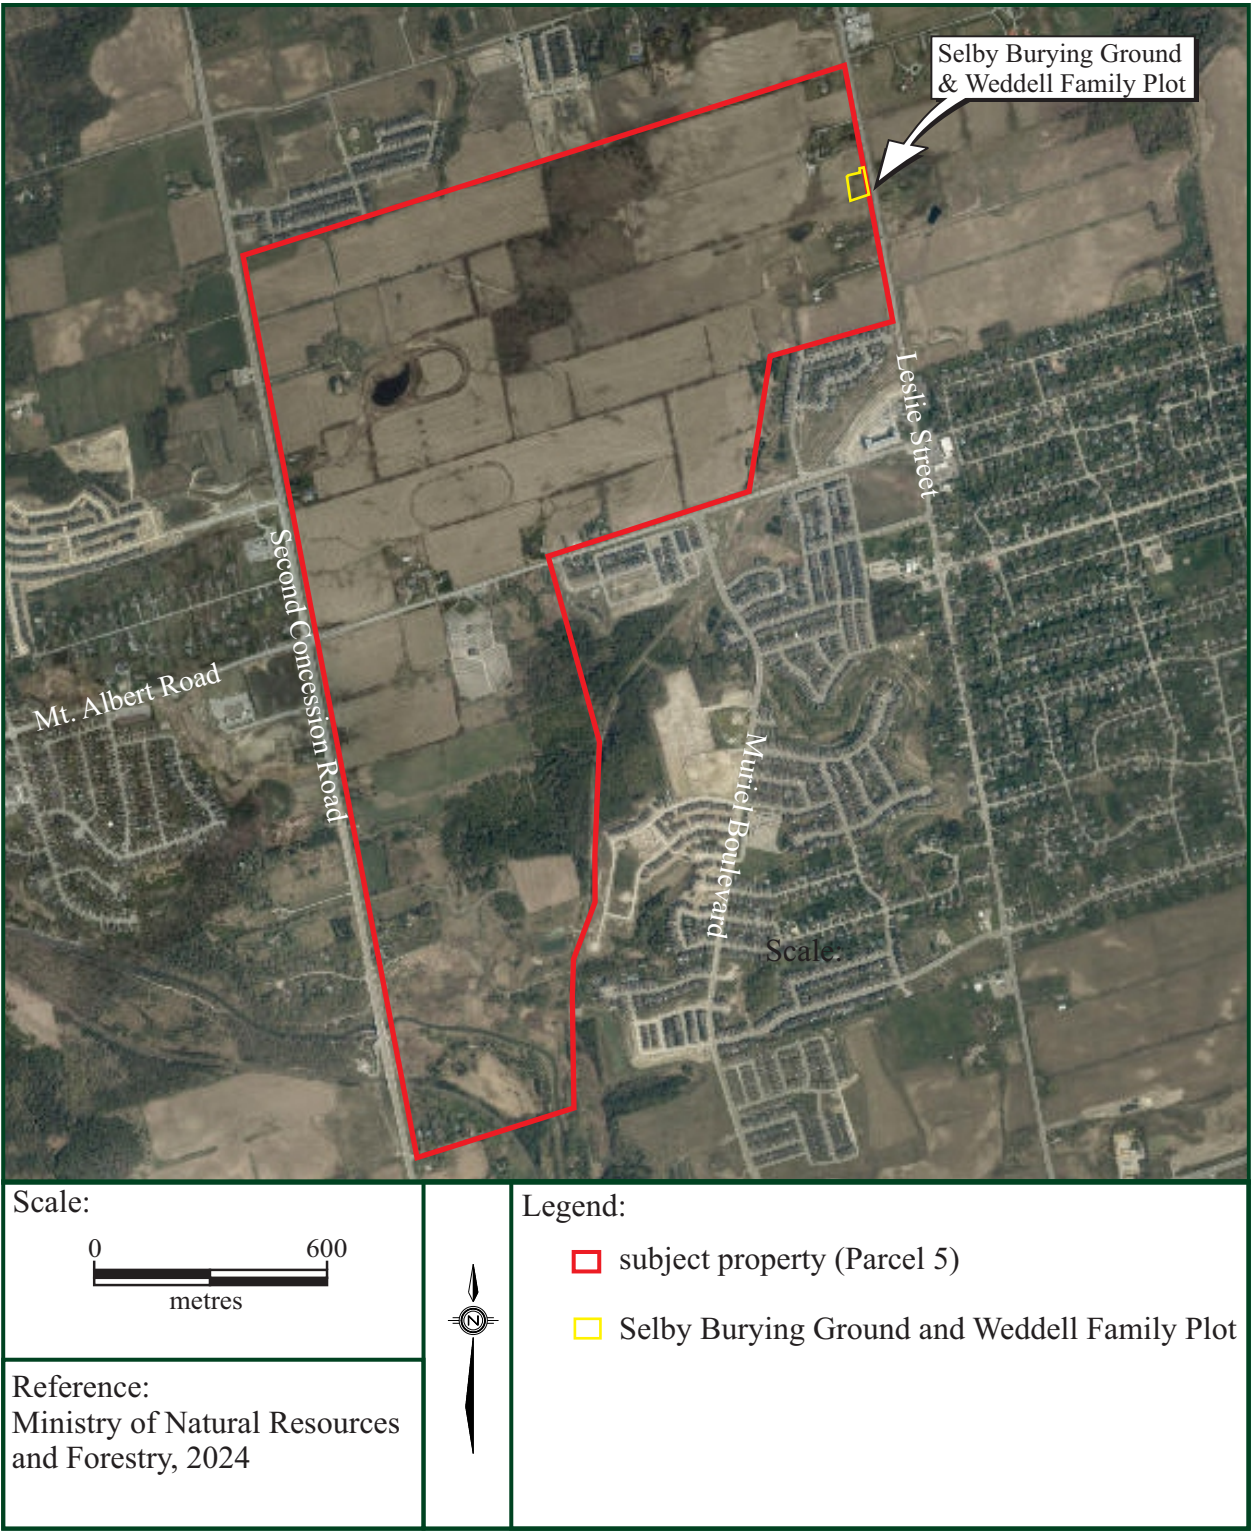 Selby Burying Ground
& Weddell Family Plot
Leslie Street
Second Concession Road
Mt. Albert Road
Muriel Boulevard
Scale:
Scale:
0 600
metres
N
Reference:
Ministry of Natural Resources
and Forestry, 2024
Legend:
subject property (Parcel 5)
Selby Burying Ground and Weddell Family Plot